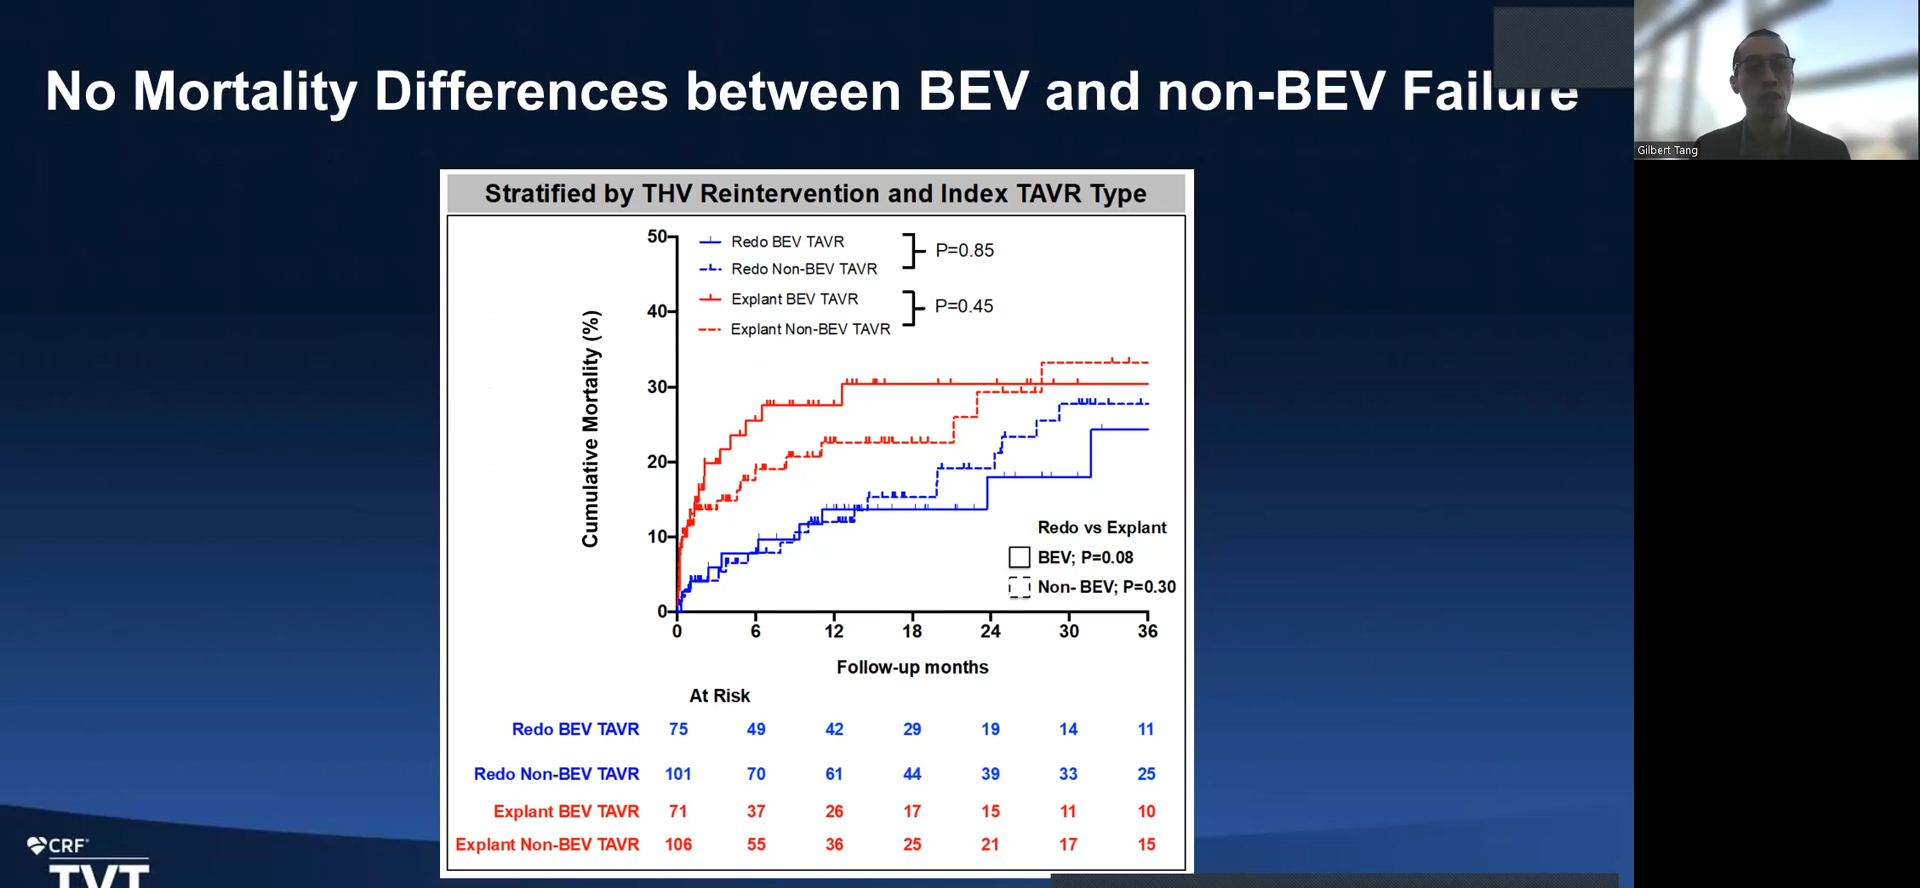 No Mortality Differences between BEV and non-BEV Failure
Gilbert Tang
Stratified by THV Reintervention and Index TAVR Type
Cumulative Mortality (%)
50
40
30
20
10
0
Redo BEV TAVR
Redo Non-BEV TAVR
P=0.85
Explant BEV TAVR
Explant Non-BEV TAVR
P=0.45
Redo vs Explant
BEV; P=0.08
Non- BEV; P=0.30
0 6 12 18 24 30 36
Follow-up months
At Risk
Redo BEV TAVR 75 49 42 29 19 14 11
Redo Non-BEV TAVR 101 70 61 44 39 33 25
Explant BEV TAVR 71 37 26 17 15 11 10
Explant Non-BEV TAVR 106 55 36 25 21 17 15
CRF
TVT